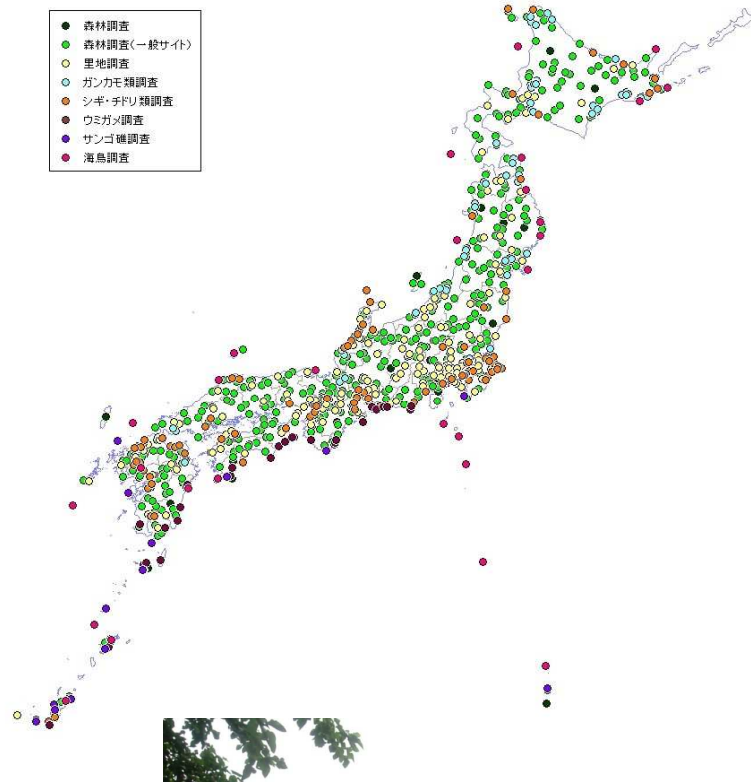 森林調査
森林調査(一般サイト)
里地調査
ガンカモ類調査
シギ・チドリ類調査
ウミガメ調査
サンゴ礁調査
海鳥調査